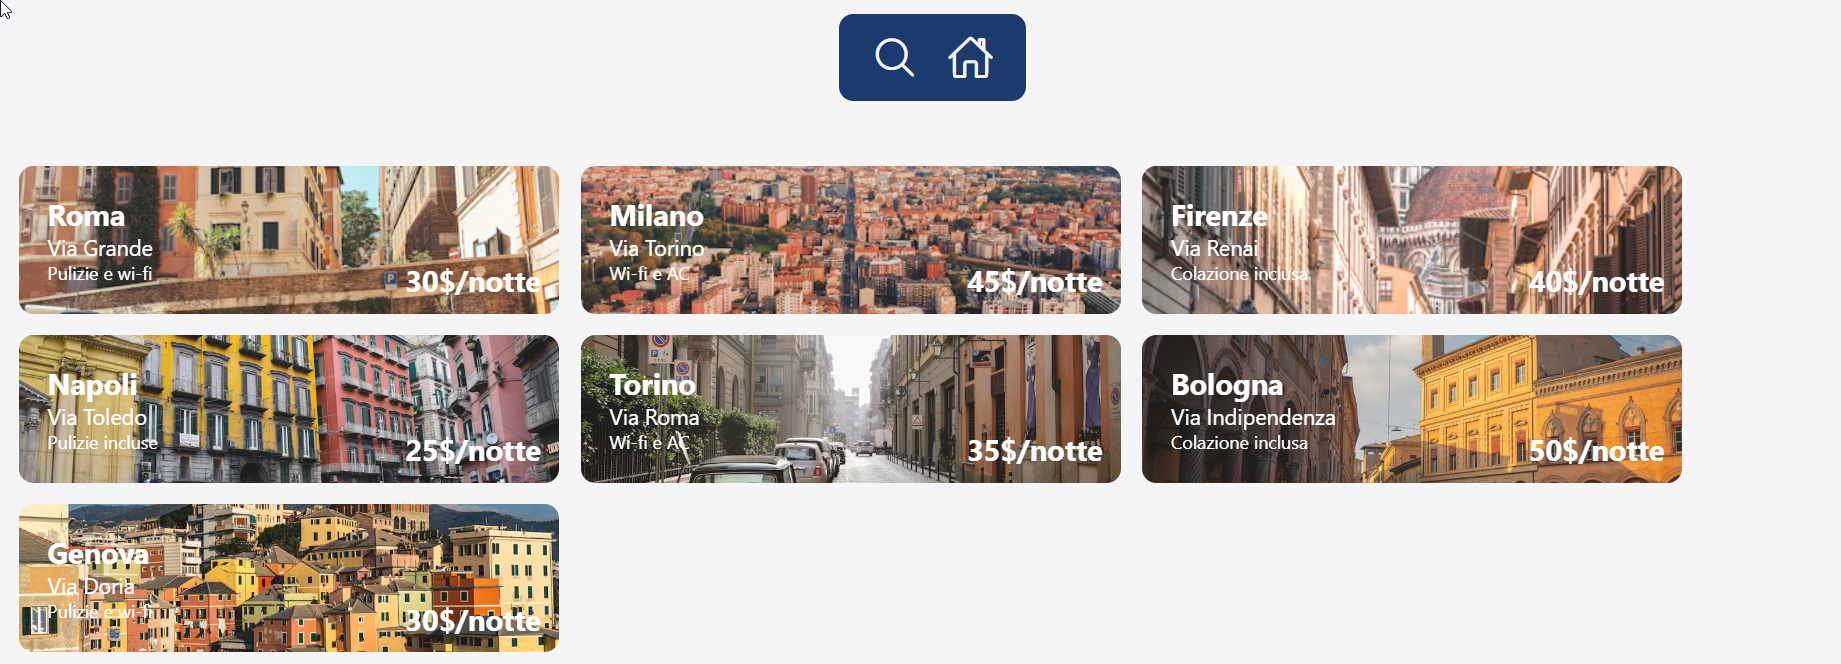 Roma
Via Grande
Pulizie e wi-fi
30$/notte
Milano
Via Torino
Wi-fi e AC
45$/notte
Firenze
Via Renai
Colazione inclusa
40$/notte
Napoli
Via Toledo
Pulizie incluse
25$/notte
Torino
Via Roma
Wi-fi e AC
35$/notte
Bologna
Via Indipendenza
Colazione inclusa
50$/notte
Genova
Via Doria
Pulizie e wi-fi
30$/notte